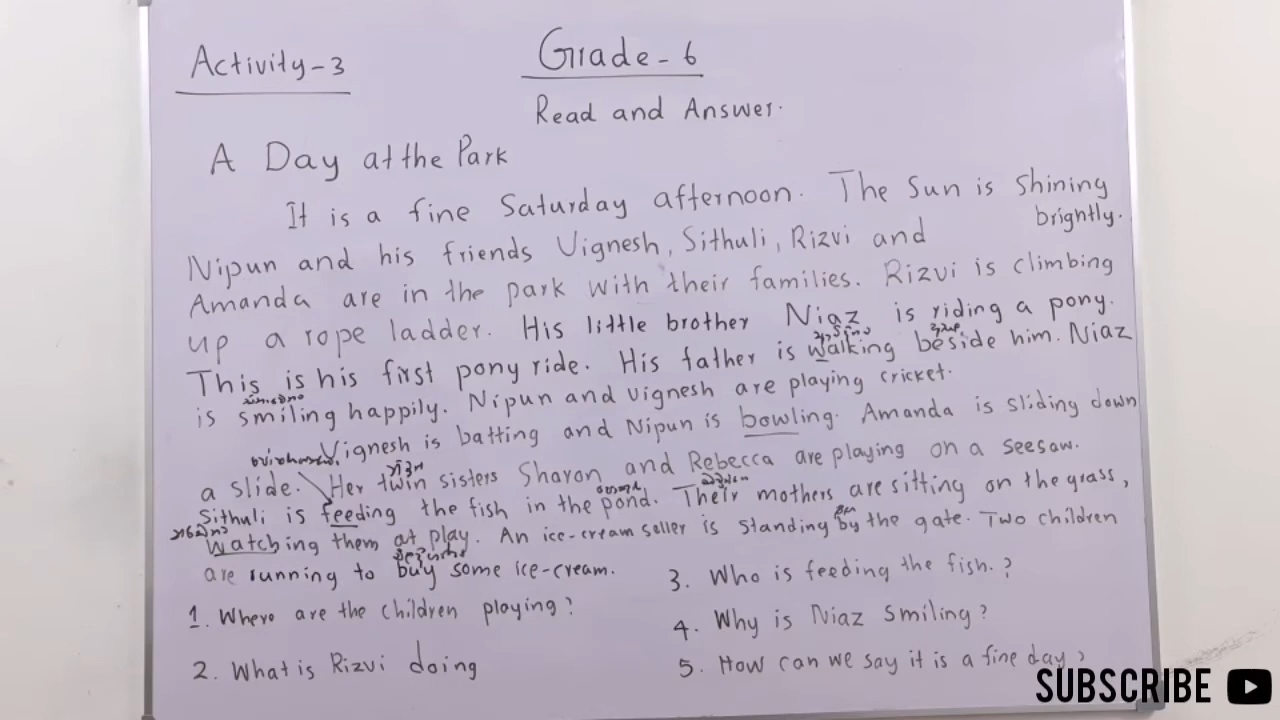 Activity-3
Grade-6
Read and Answer.
A Day at the Park
It is a fine Saturday afternoon. The Sun is Shining
brightly.
Nipun and his friends Vignesh, Sithuli, Rizvi and
Amanda are in the park with their families. Rizvi is climbing
up a rope ladder. His little brother Niaz is riding a pony.
This is his first pony ride. His father is walking beside him. Niaz
is smiling happily. Nipun and Vignesh are playing cricket.
Vignesh is batting and Nipun is bowling. Amanda is sliding down
a slide. Her twin sisters Sharon and Rebecca are playing on a seesaw.
Sithuli is feeding the fish in the pond. Their mothers are sitting on the grass,
watching them at play. An ice-cream seller is standing by the gate. Two children
are running to buy some ice-cream.
1. Where are the children playing?
2. What is Rizvi doing
3. Who is feeding the fish.?
4. Why is Niaz Smiling?
5. How can we say it is a fine day?
SUBSCRIBE